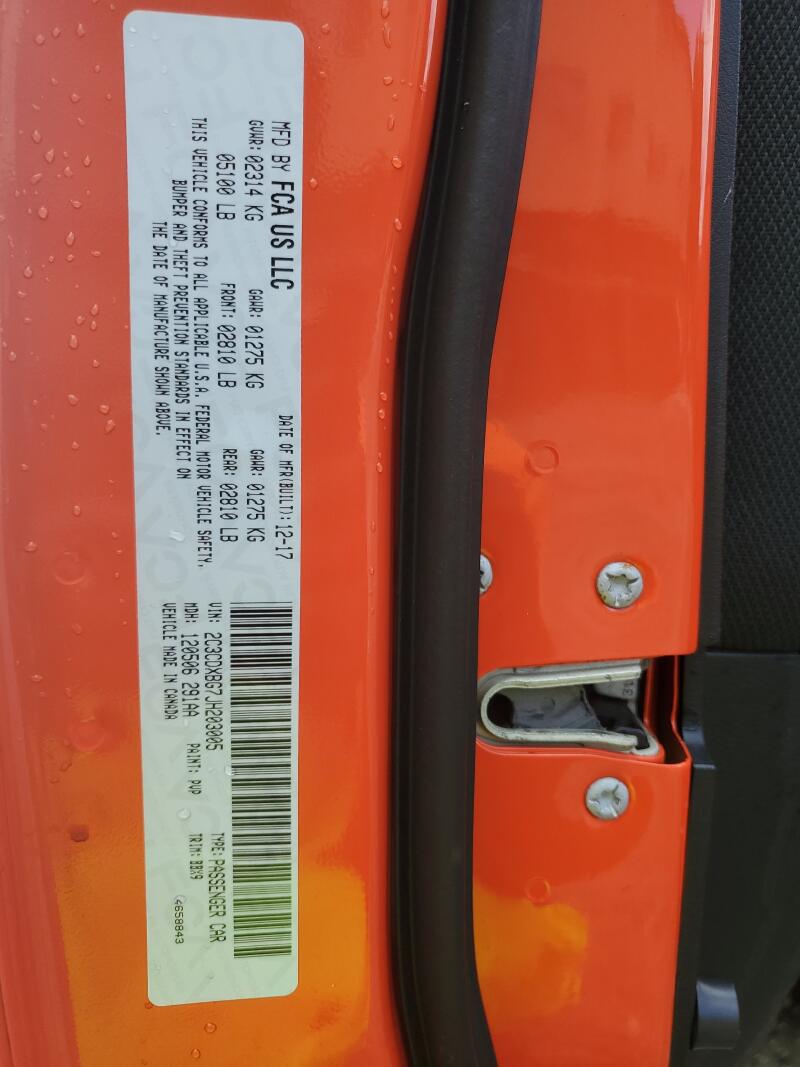 MFD BY FCA US LLC
DATE OF MFR(BUILT): 12-17
GVWR: 02314 KG GAWR: 01275 KG GAWR: 01275 KG
05100 LB FRONT: 02810 LB REAR: 02810 LB
THIS VEHICLE CONFORMS TO ALL APPLICABLE U.S.A. FEDERAL MOTOR VEHICLE SAFETY,
BUMPER AND THEFT PREVENTION STANDARDS IN EFFECT ON
THE DATE OF MANUFACTURE SHOWN ABOVE.
VIN: 2C3CDXBG7JH203005 TYPE: PASSENGER CAR
MDH: 120506 291AA PAINT: PVP TRIM: BBX9
VEHICLE MADE IN CANADA
4658843